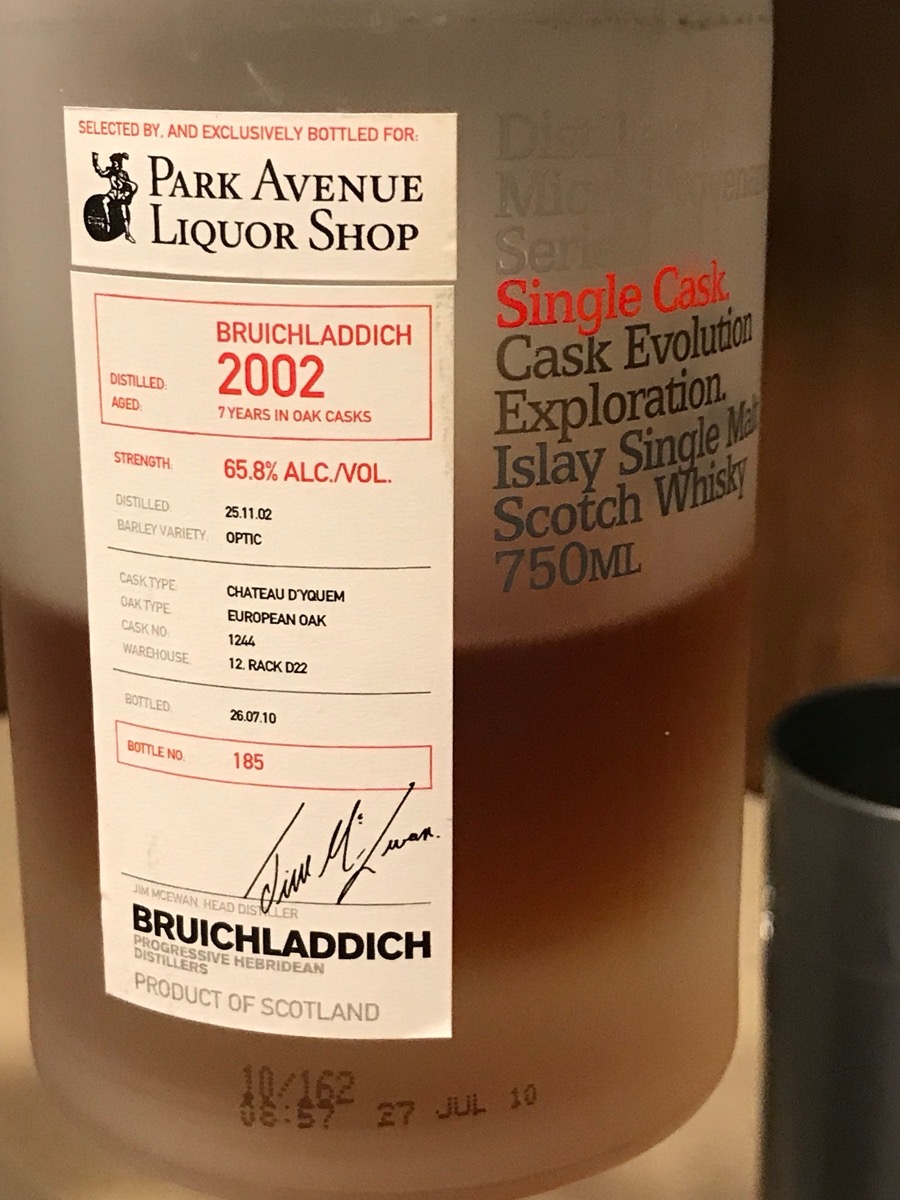 SELECTED BY, AND EXCLUSIVELY BOTTLED FOR:
PARK AVENUE
LIQUOR SHOP
BRUICHLADDICH
DISTILLED: 2002
AGED: 7 YEARS IN OAK CASKS
STRENGTH: 65.8% ALC./VOL.
DISTILLED: 25.11.02
BARLEY VARIETY: OPTIC
CASK TYPE: CHATEAU D'YQUEM
OAK TYPE: EUROPEAN OAK
CASK NO: 1244
WAREHOUSE: 12. RACK D22
BOTTLED: 26.07.10
BOTTLE NO. 185
Jim McEwan.
JIM MCEWAN. HEAD DISTILLER
BRUICHLADDICH
PROGRESSIVE HEBRIDEAN
DISTILLERS
PRODUCT OF SCOTLAND
Single Cask.
Cask Evolution
Exploration.
Islay Single Malt
Scotch Whisky
750ML
10/162
06:57 27 JUL 10